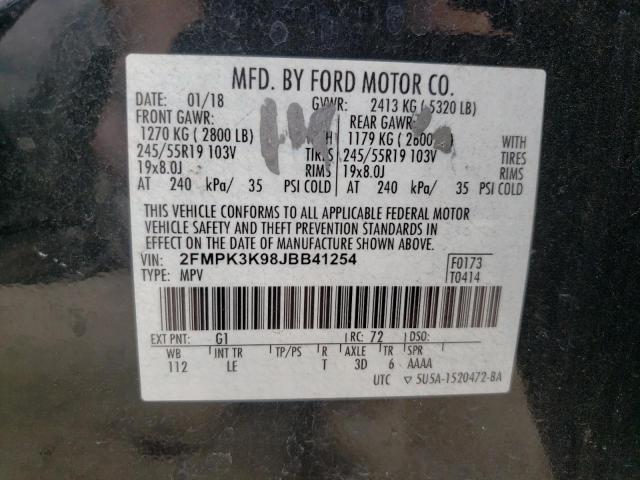 MFD. BY FORD MOTOR CO.
DATE: 01/18 GVWR: 2413 KG (5320 LB)
FRONT GAWR: REAR GAWR:
1270 KG (2800 LB) 1179 KG WITH
245/55R19 103V TIRES 245/55R19 103V TIRES
19x8.0J RIMS 19x8.0J RIMS
AT 240 kPa/ 35 PSI COLD AT 240 kPa/ 35 PSI COLD
THIS VEHICLE CONFORMS TO ALL APPLICABLE FEDERAL MOTOR
VEHICLE SAFETY AND THEFT PREVENTION STANDARDS IN
EFFECT ON THE DATE OF MANUFACTURE SHOWN ABOVE.
VIN: 2FMPK3K98JBB41254 F0173
TYPE: MPV T0414
EXT PNT: G1 RC: 72 DSO:
WB INT TR TP/PS R AXLE TR SPR
112 LE T 3D 6 AAAA
UTC ▽ 5U5A-1520472-BA